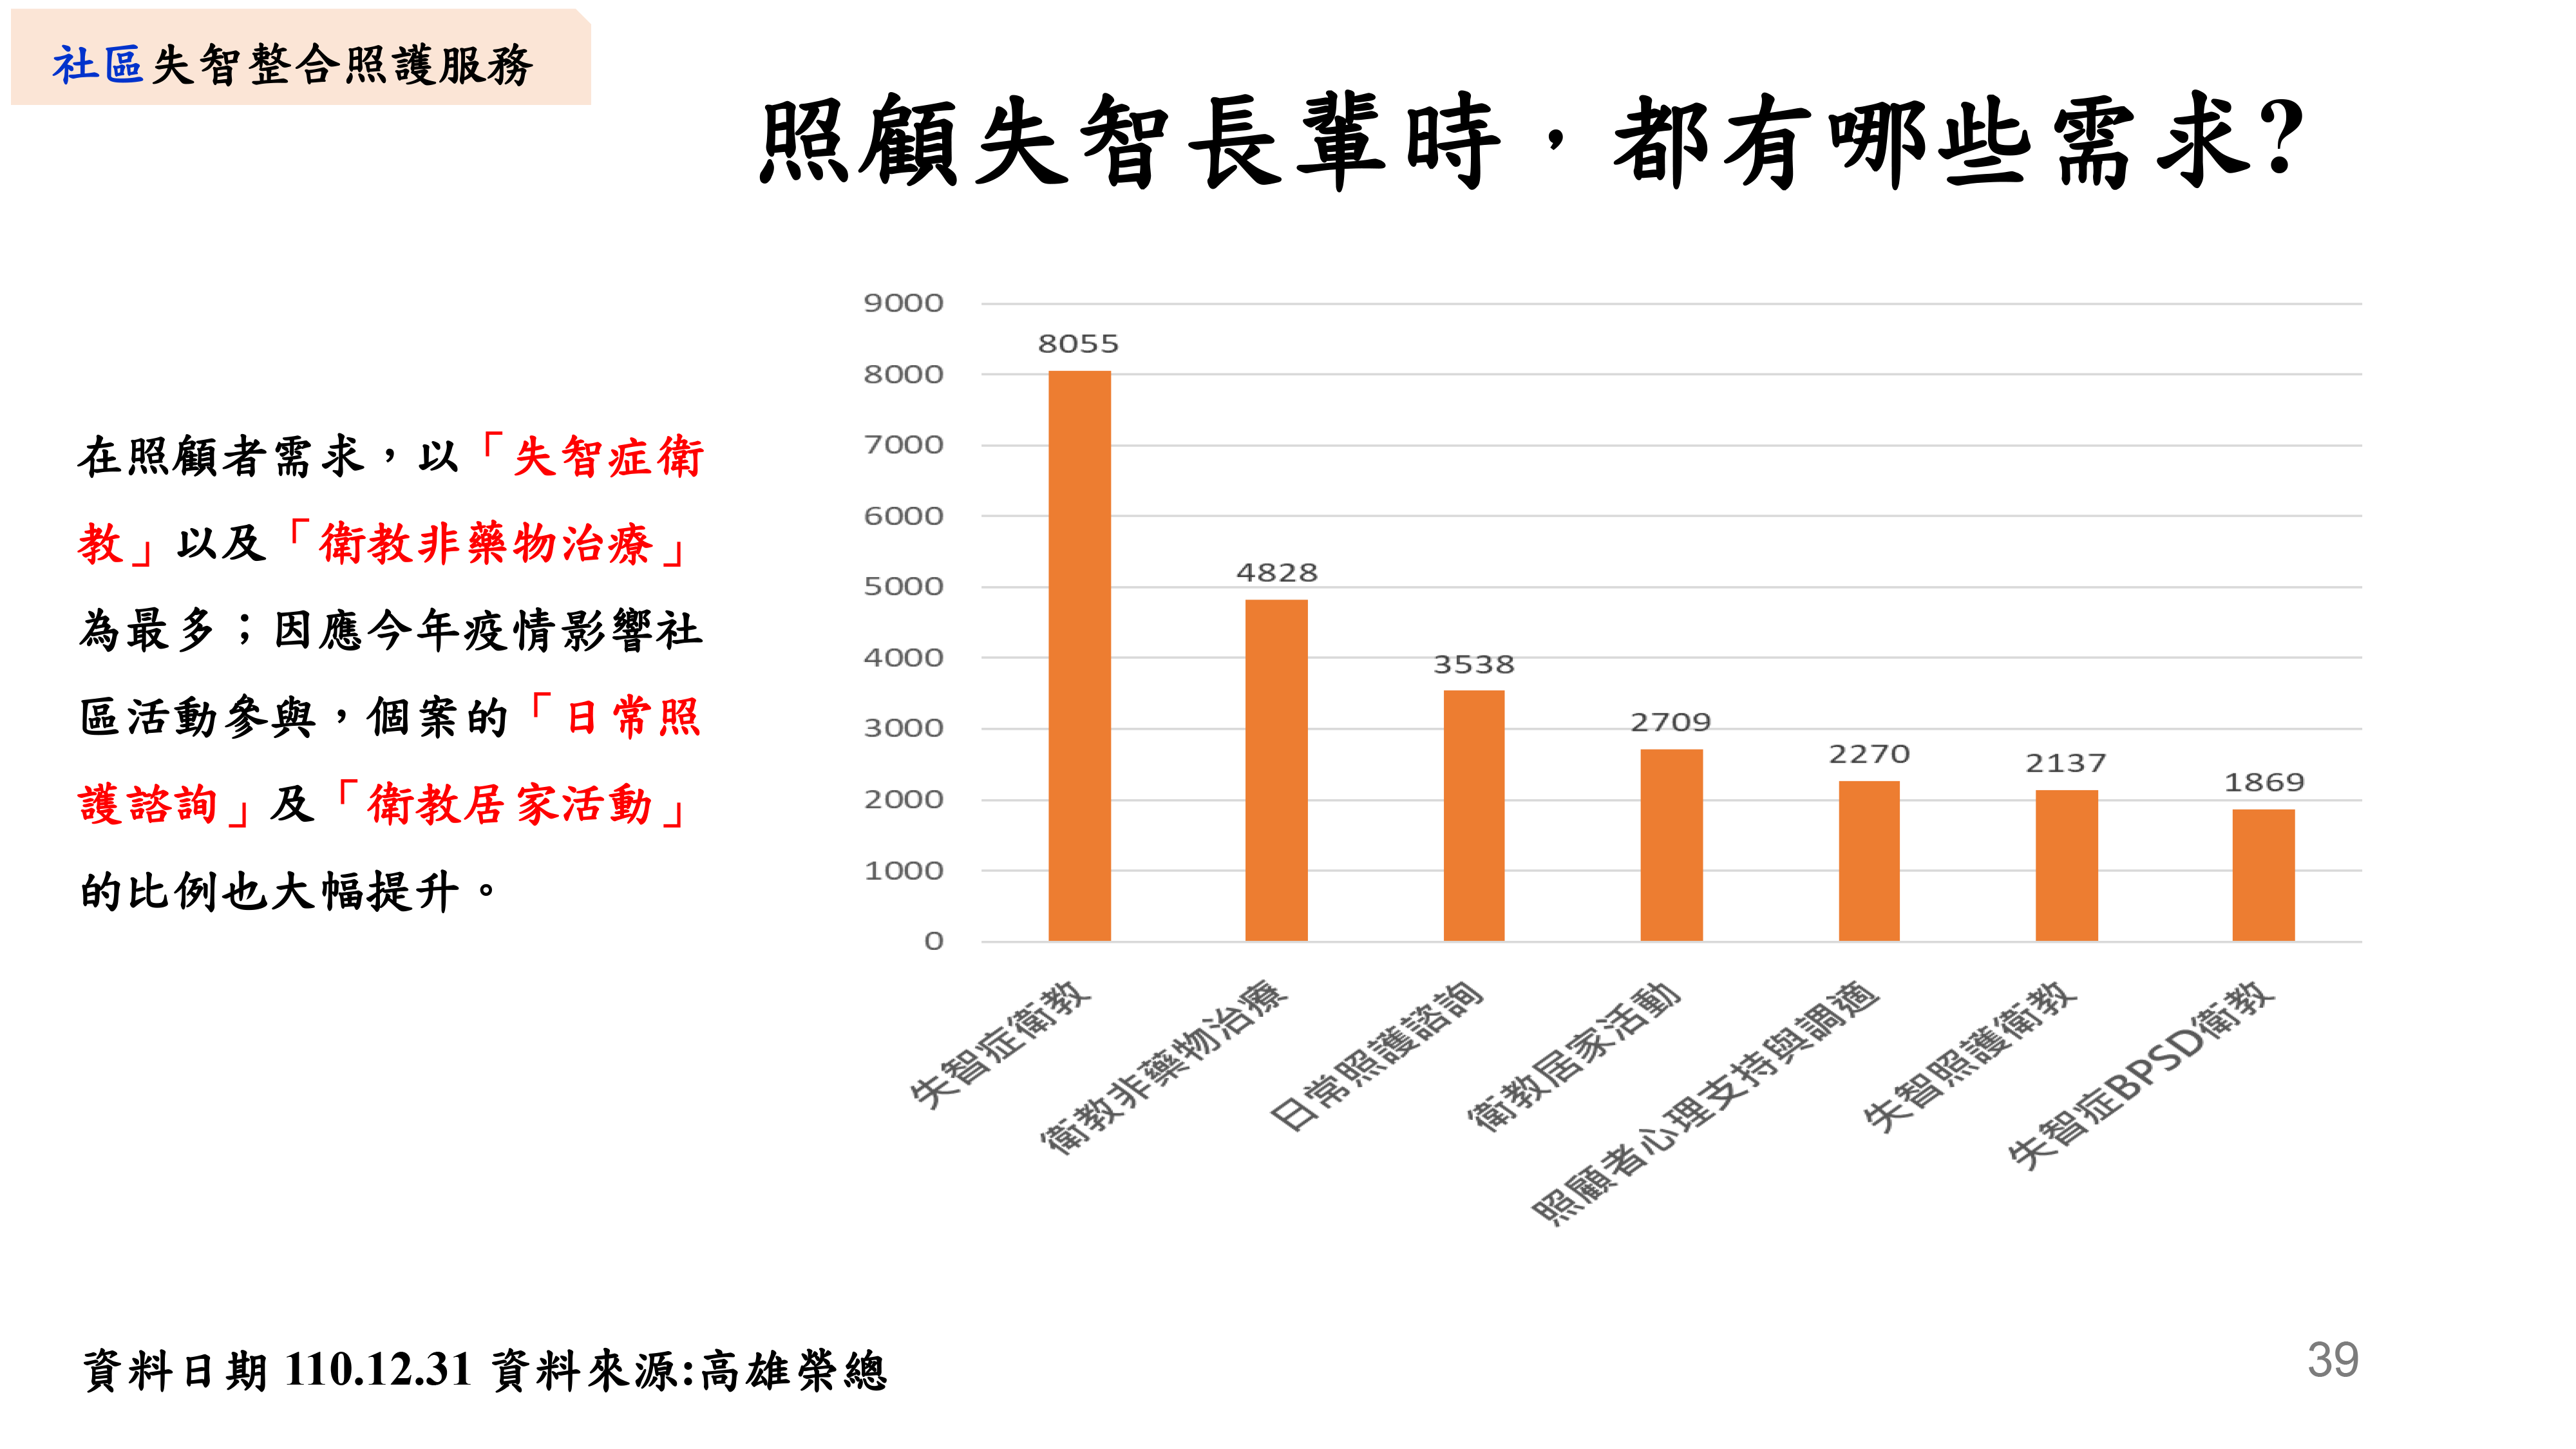 社區失智整合照護服務
照顧失智長輩時，都有哪些需求?
在照顧者需求，以「失智症衛
教」以及「衛教非藥物治療」
為最多；因應今年疫情影響社
區活動參與，個案的「日常照
護諮詢」及「衛教居家活動」
的比例也大幅提升。
9000
8000
7000
6000
5000
4000
3000
2000
1000
0
8055
4828
3538
2709
2270
2137
1869
失智症衛教
衛教非藥物治療
日常照護諮詢
衛教居家活動
照顧者心理支持與調適
失智照護衛教
失智症BPSD衛教
資料日期 110.12.31 資料來源:高雄榮總
39